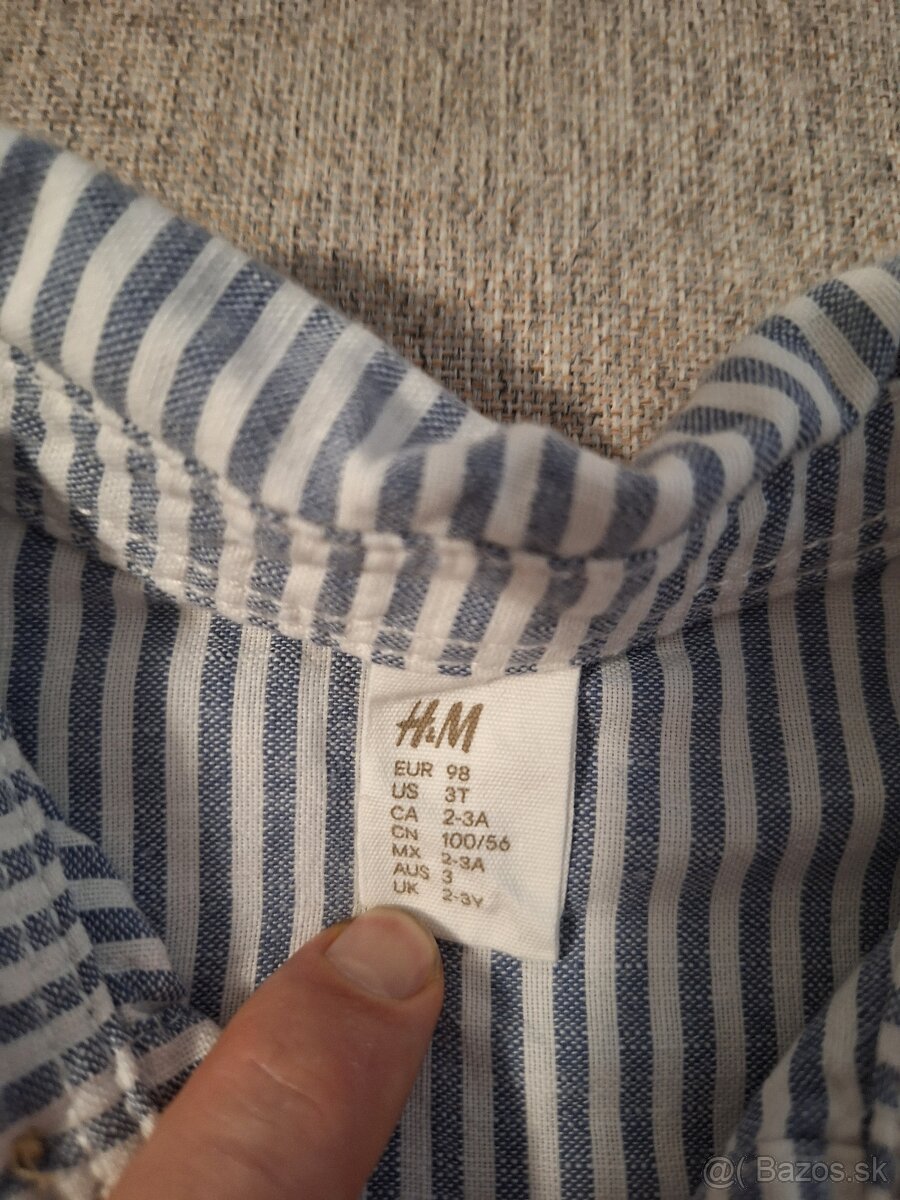 H&M
EUR 98
US 3T
CA 2-3A
CN 100/56
MX 2-3A
AUS 3
UK 2-3Y
@( Bazos.sk